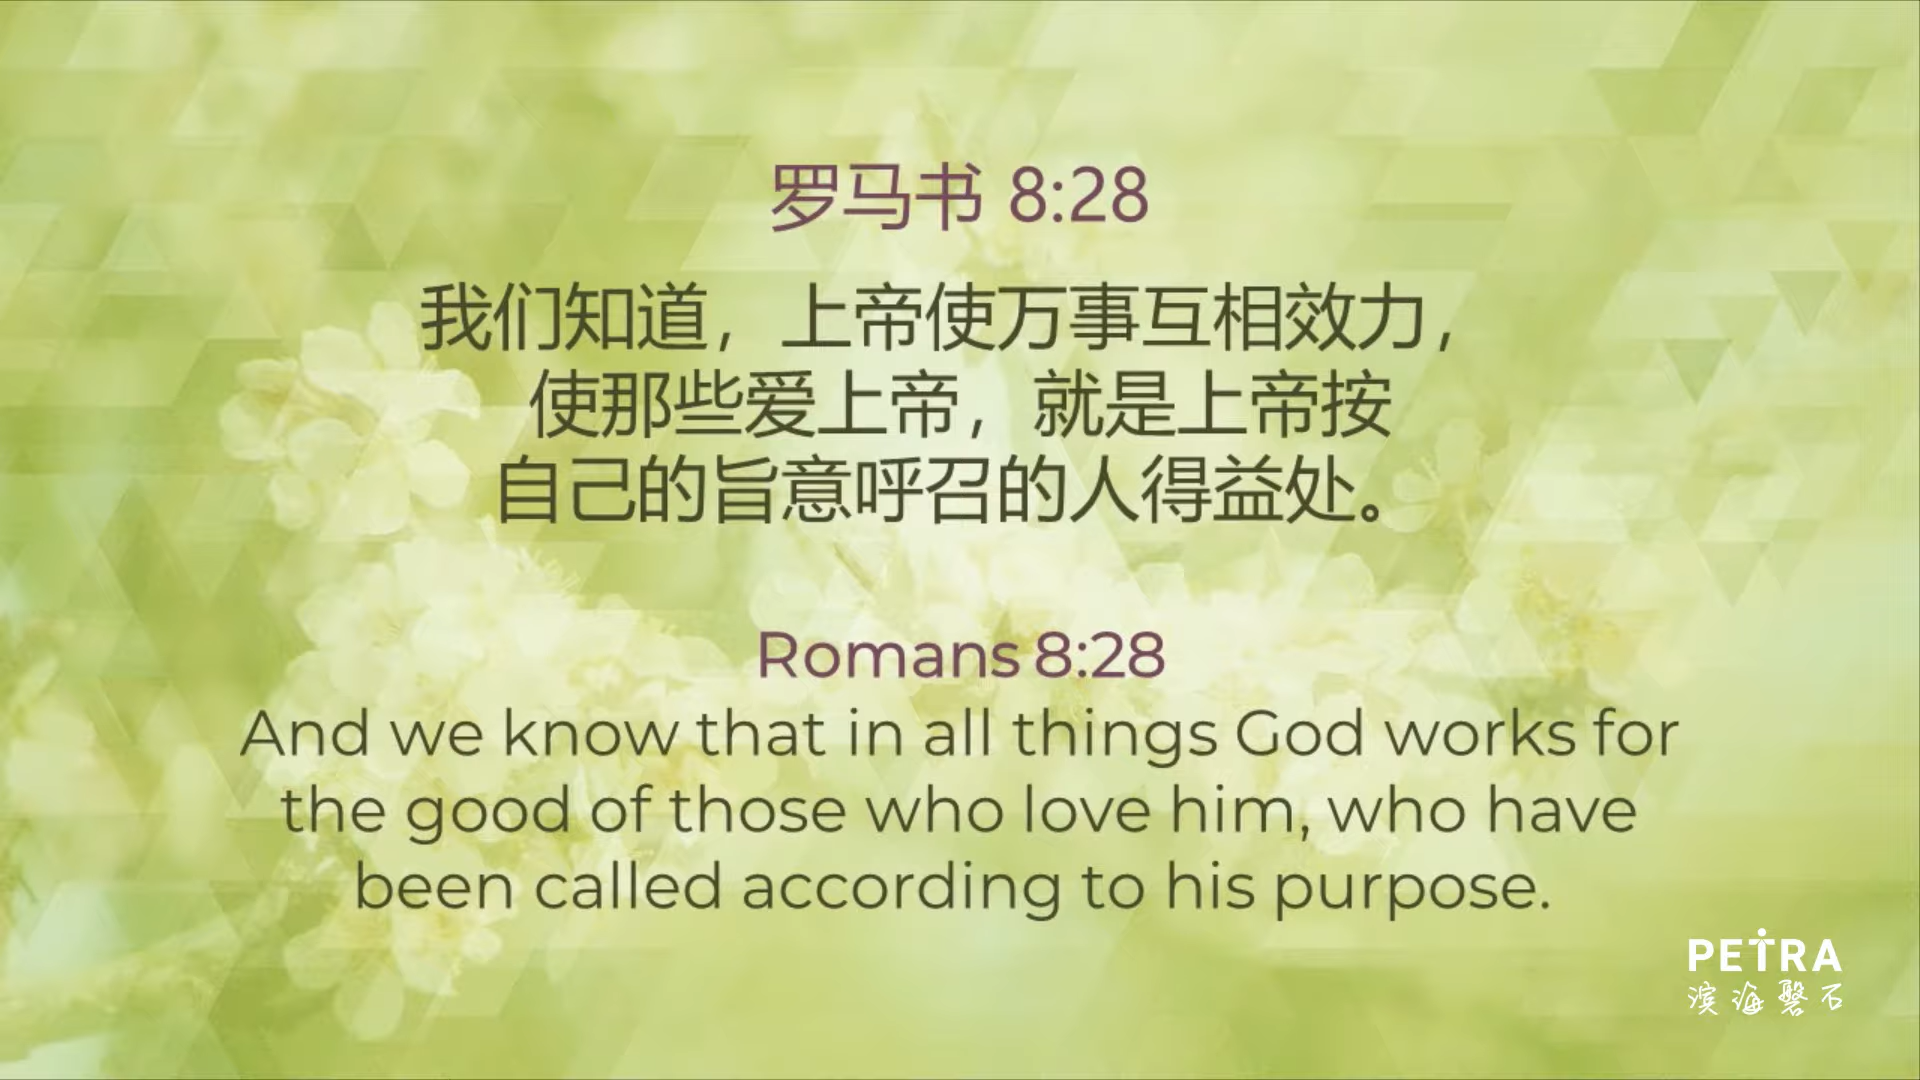 罗马书 8:28
我们知道，上帝使万事互相效力，
使那些爱上帝，就是上帝按
自己的旨意呼召的人得益处。
Romans 8:28
And we know that in all things God works for
the good of those who love him, who have
been called according to his purpose.
PETRA
滨海磐石